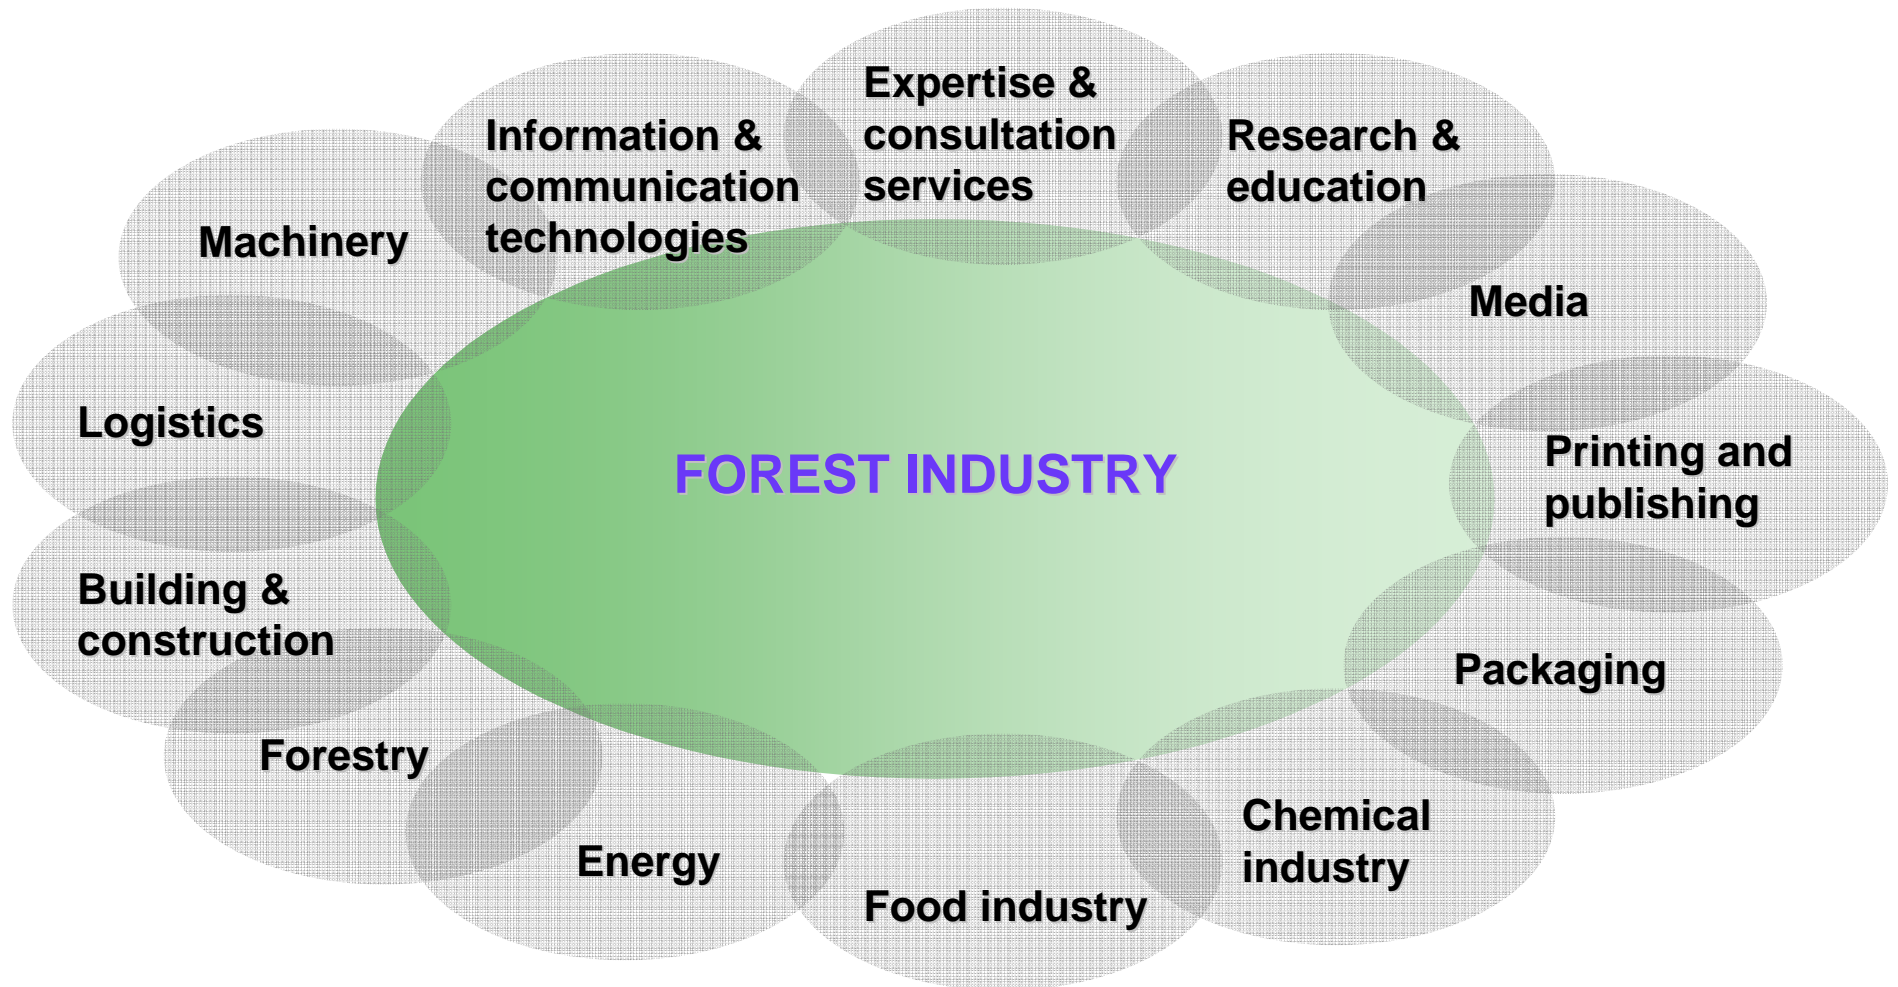 Expertise &
consultation
services
Information &
communication
technologies
Research &
education
Machinery
Media
Logistics
FOREST INDUSTRY
Printing and
publishing
Building &
construction
Packaging
Forestry
Energy
Chemical
industry
Food industry